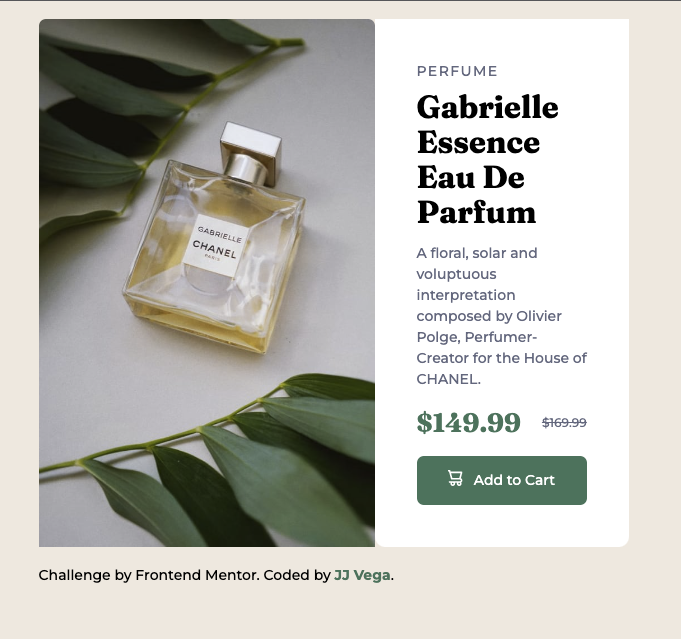 GABRIELLE
CHANEL
PARIS
PERFUME
Gabrielle
Essence
Eau De
Parfum
A floral, solar and
voluptuous
interpretation
composed by Olivier
Polge, Perfumer-
Creator for the House of
CHANEL.
$149.99 $169.99
Add to Cart
Challenge by Frontend Mentor. Coded by JJ Vega.